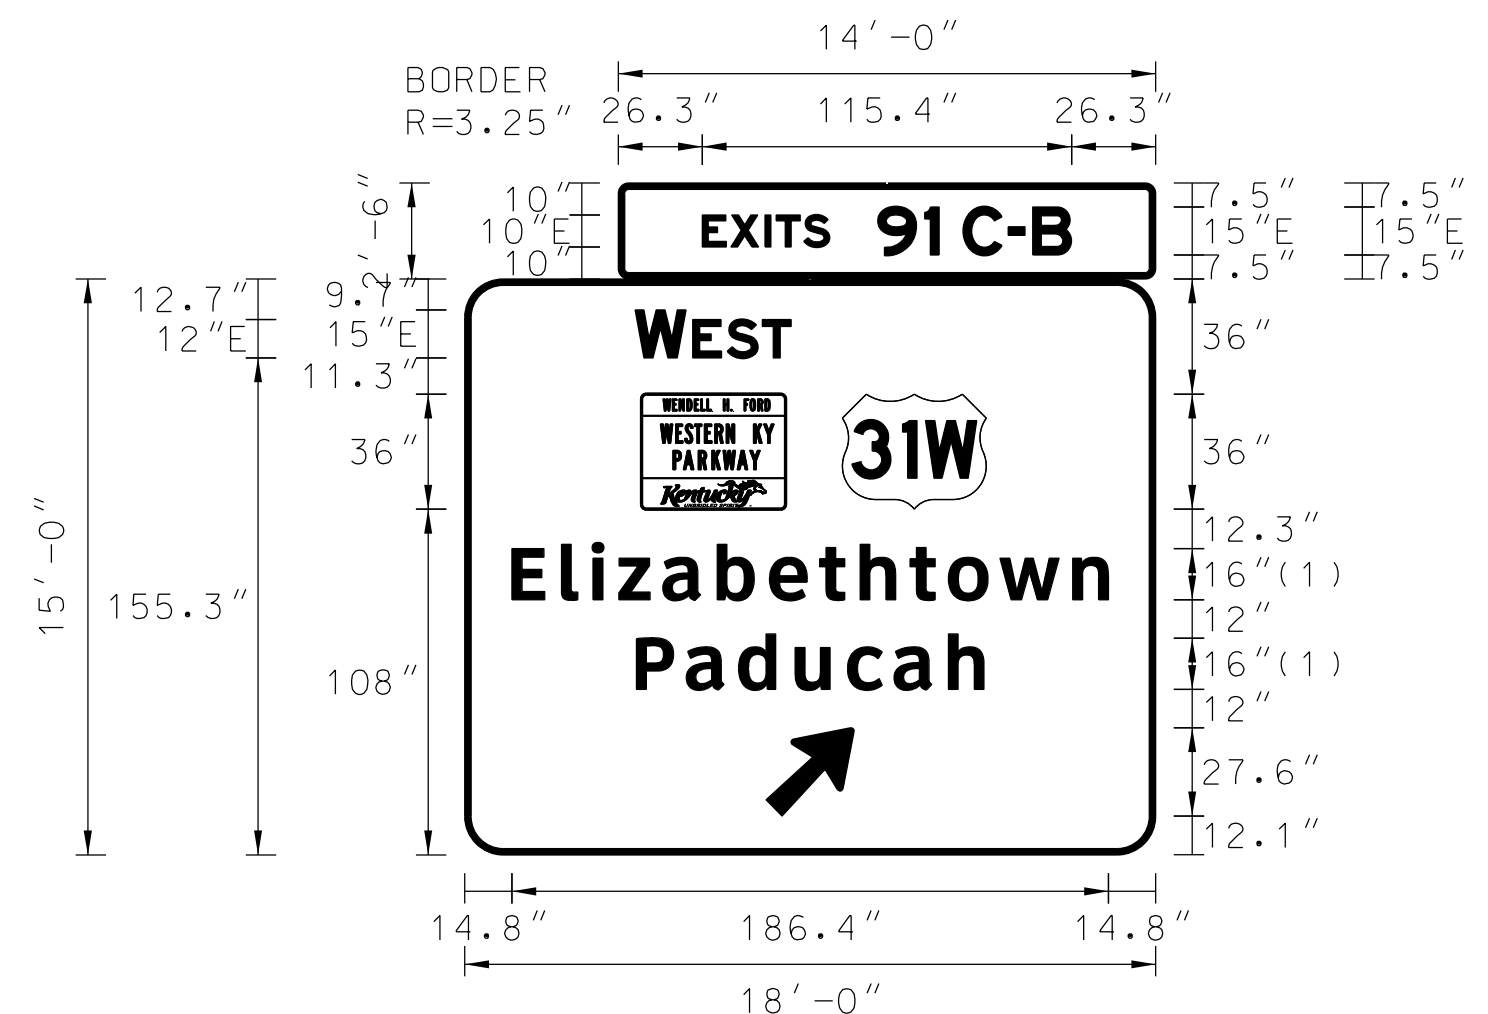 14'-0"
BORDER
R=3.25"
26.3" 115.4" 26.3"
2'-6"
10"
10"E
10"
EXITS 91 C-B
7.5"
15"E
7.5"
7.5"
15"E
7.5"
15'-0"
12.7"
12"E
155.3"
9.7"
15"E
11.3"
36"
108"
WEST
WENDELL H. FORD
WESTERN KY
PARKWAY
Kentucky
UNBRIDLED SPIRIT
31W
Elizabethtown
Paducah
36"
36"
12.3"
16"(1)
12"
16"(1)
12"
27.6"
12.1"
14.8" 186.4" 14.8"
18'-0"